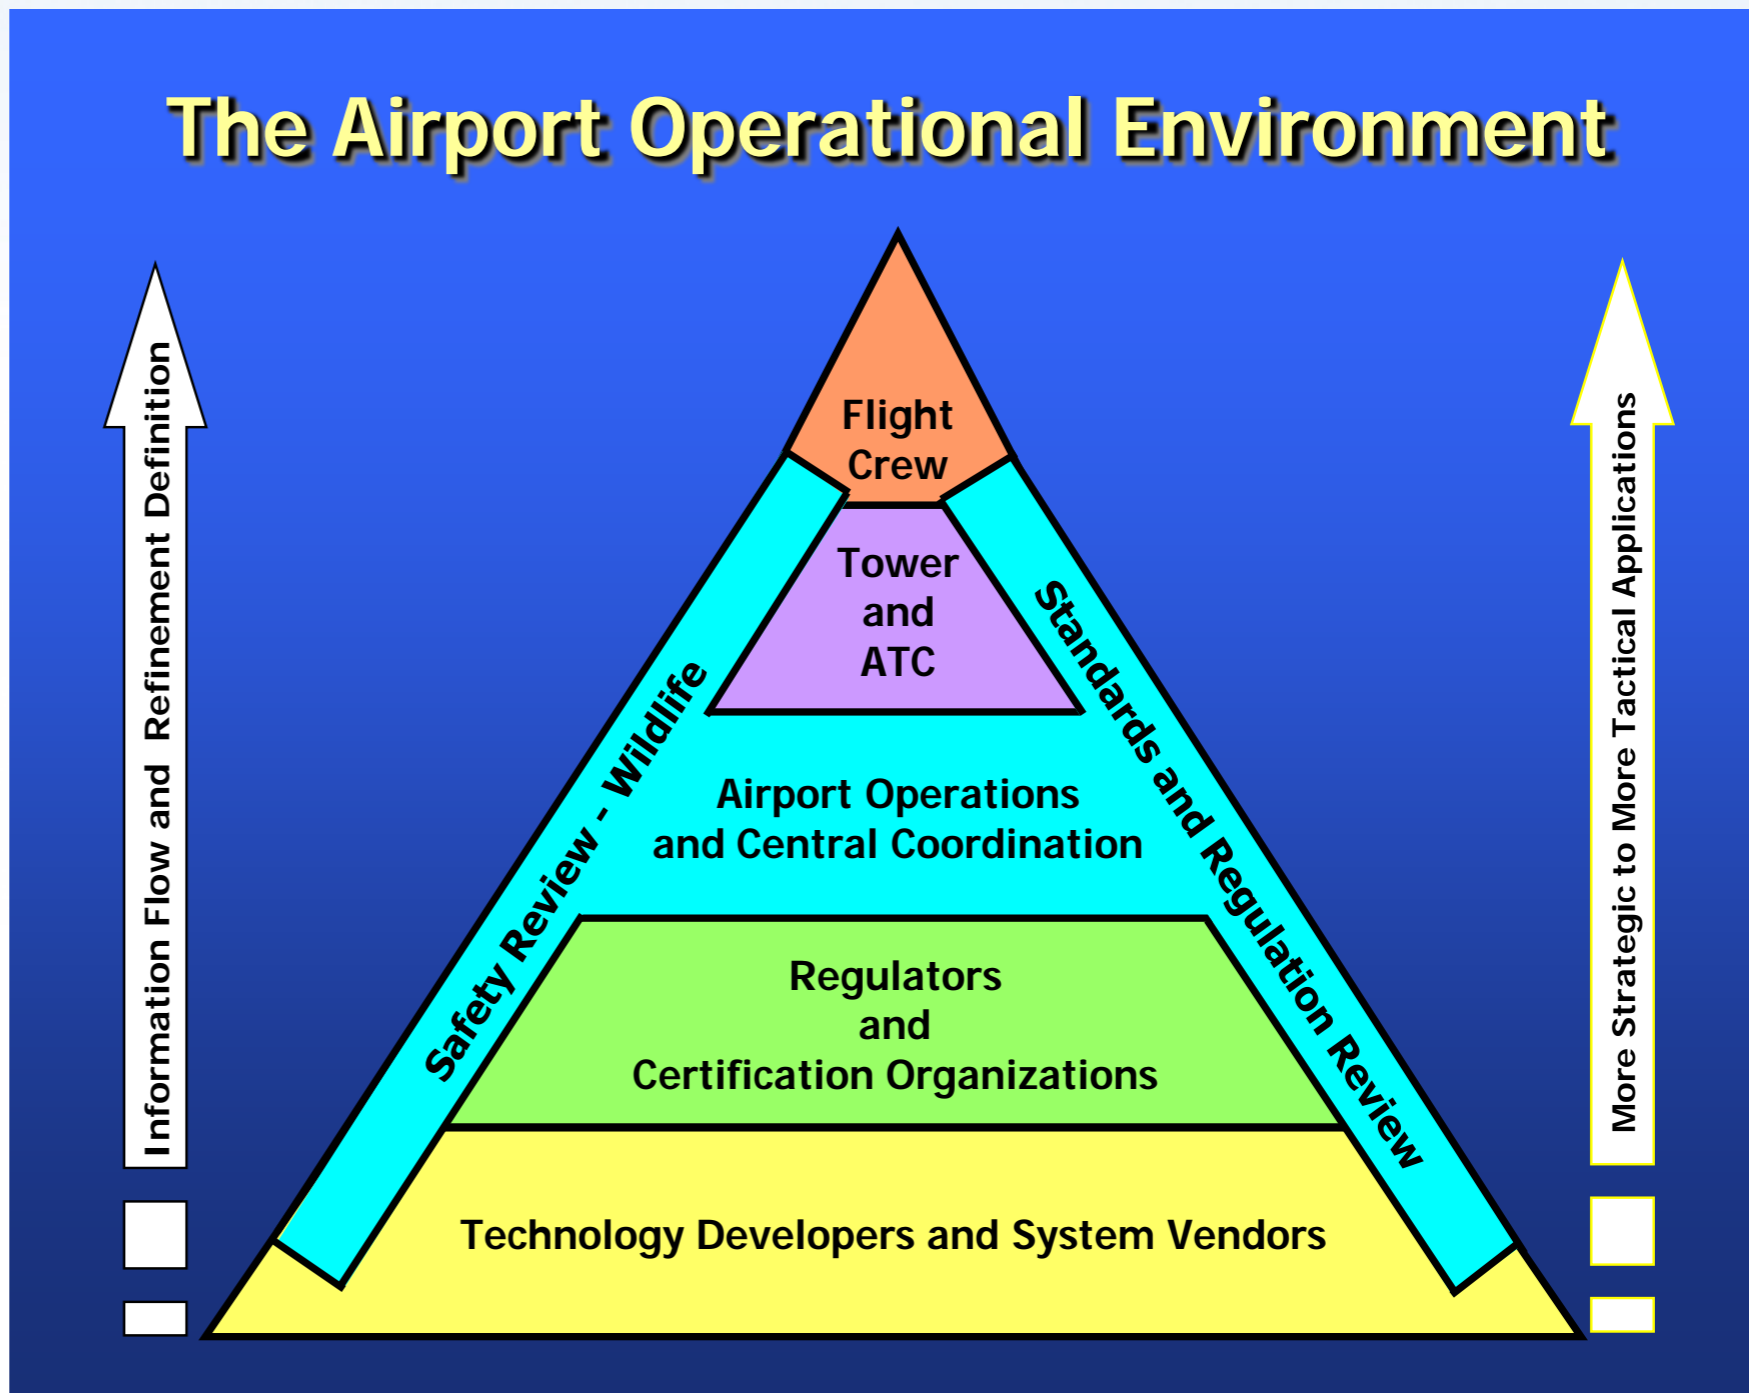 The Airport Operational Environment
Information Flow and Refinement Definition
Flight
Crew
Tower
and
ATC
Safety Review - Wildlife
Standards and Regulation Review
Airport Operations
and Central Coordination
Regulators
and
Certification Organizations
Technology Developers and System Vendors
More Strategic to More Tactical Applications